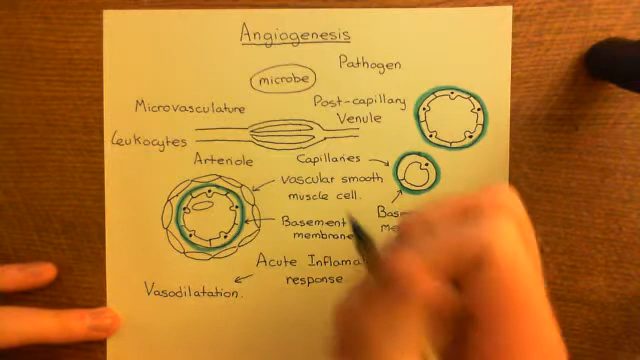 Angiogenesis
Pathogen
microbe
Microvasculature
Post-capillary
Venule
Leukocytes
Arteriole
Capillaries
Vascular smooth
muscle cell.
Basement
membrane
Acute
response
Vasodilatation.